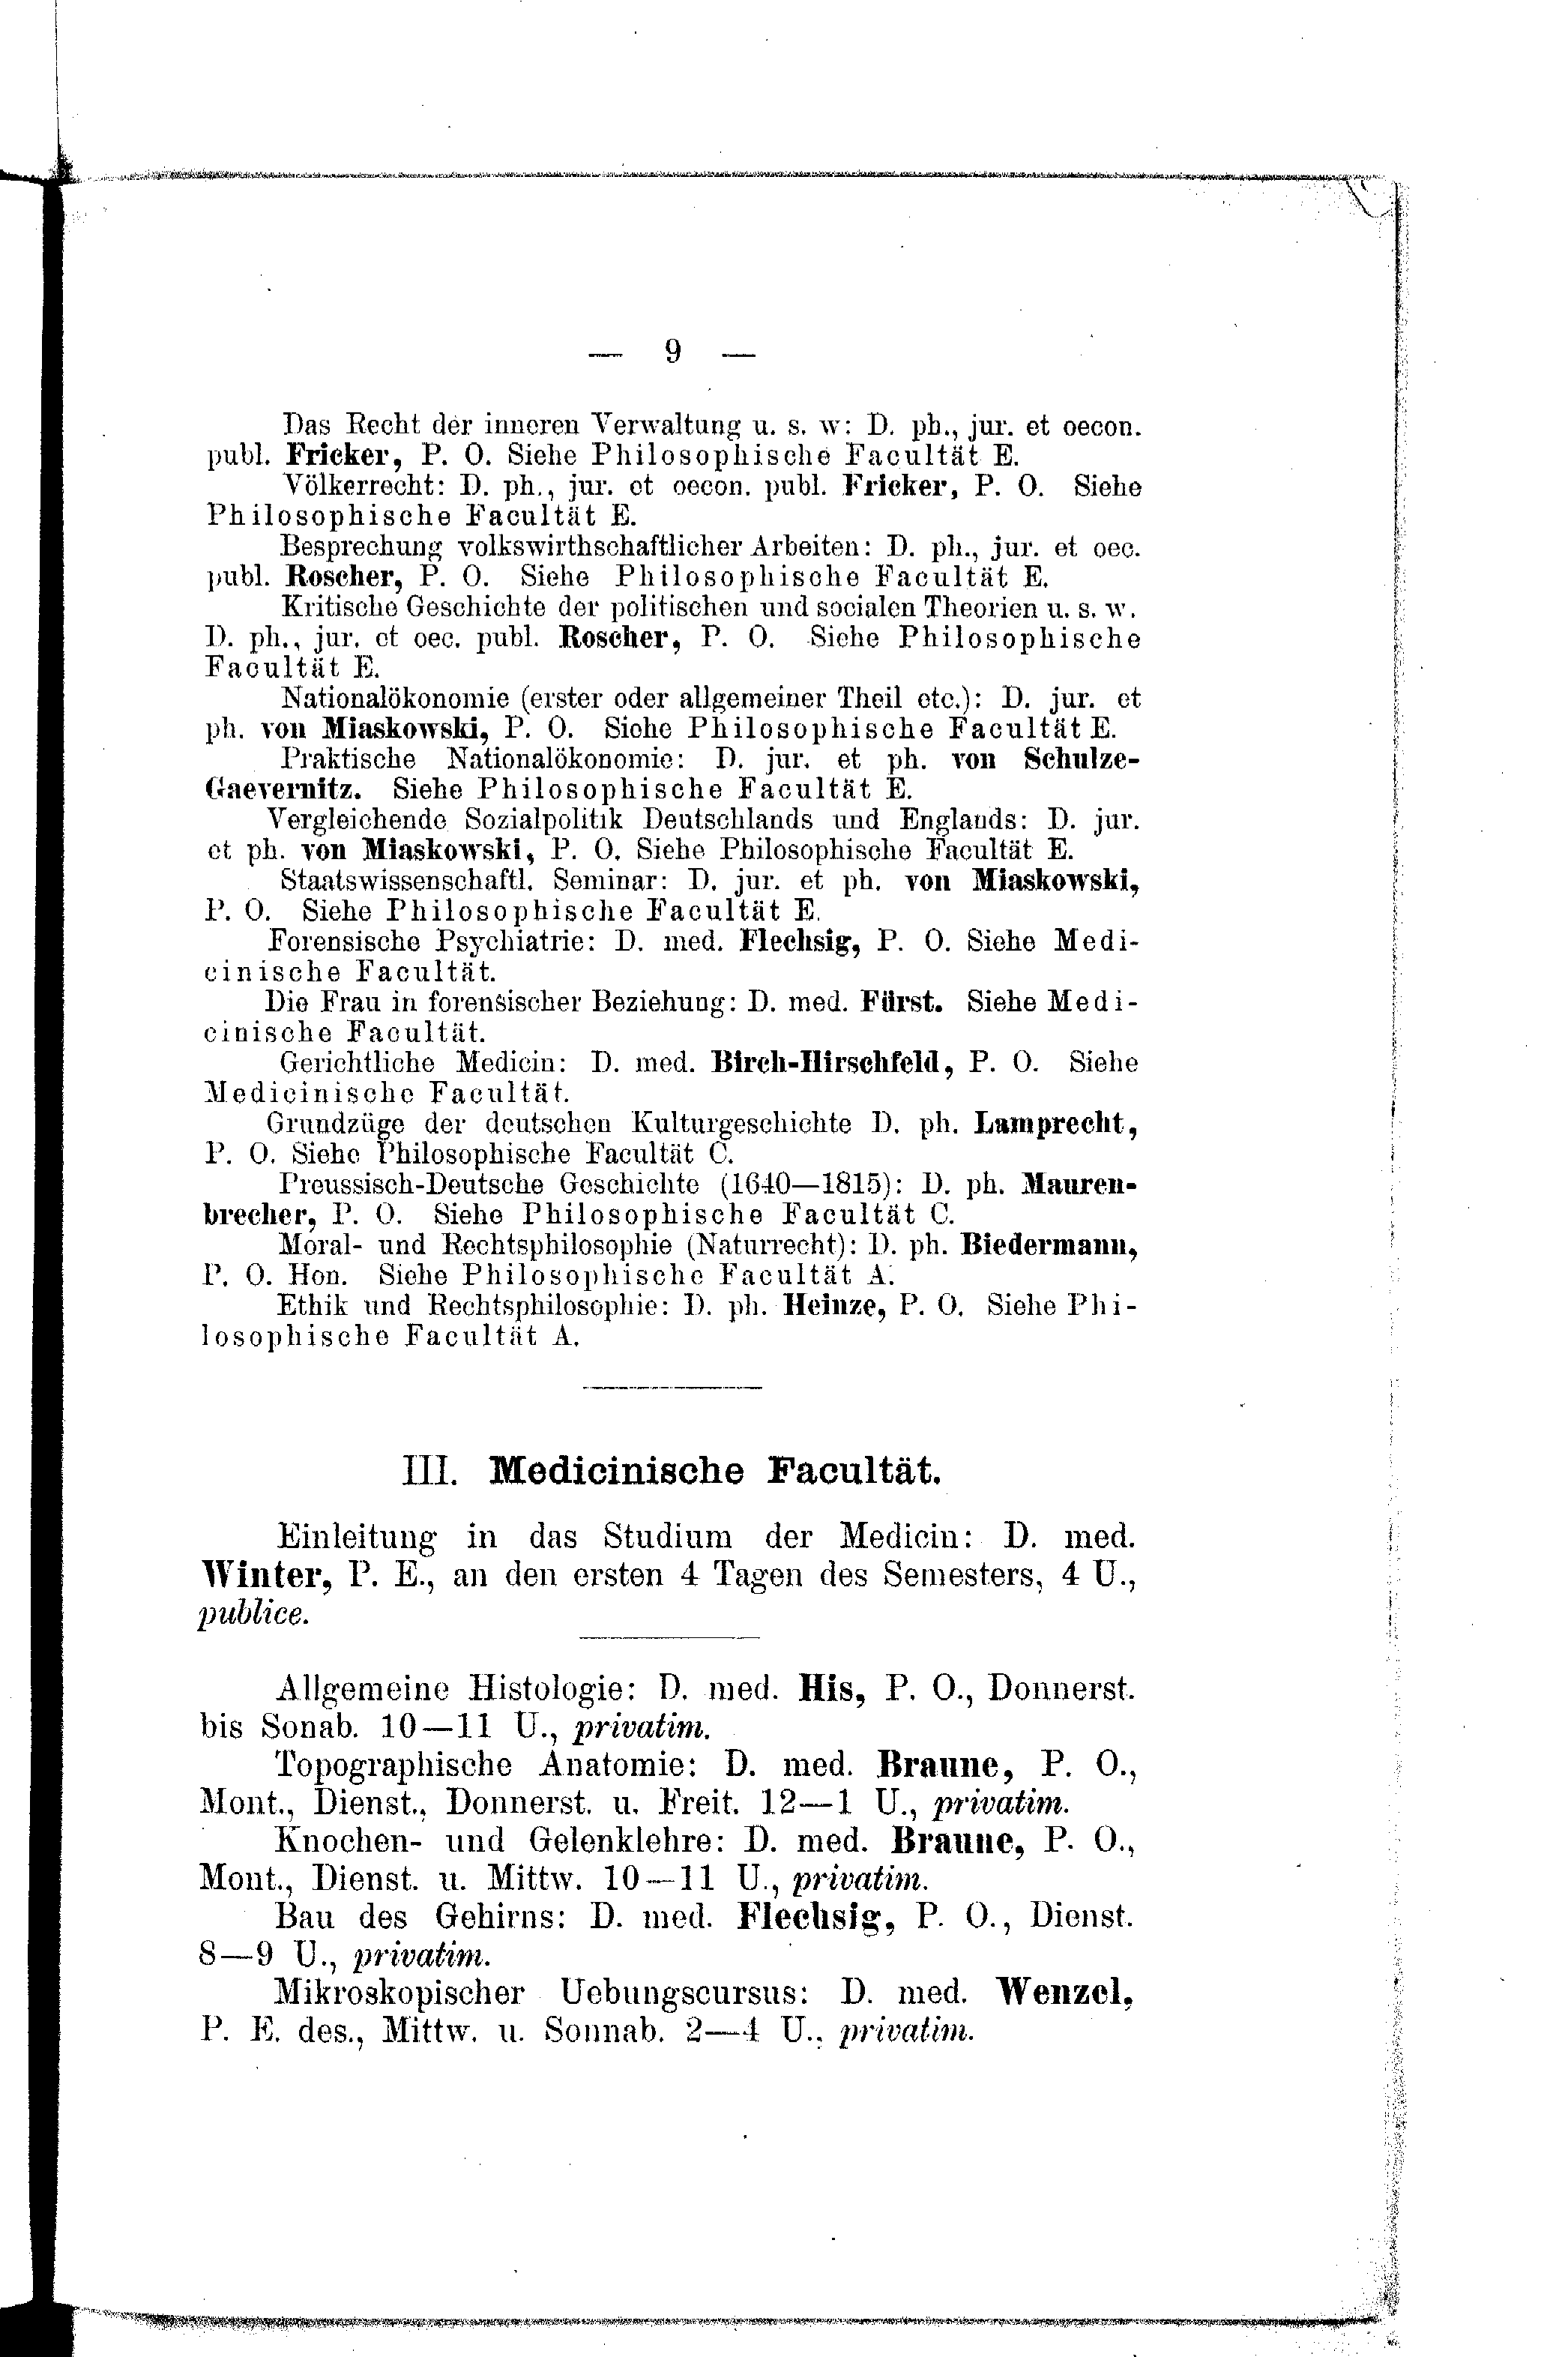 — 9 —
Das Recht der inneren Verwaltung u. s. w: D. ph., jur. et oecon.
publ. Fricker, P. O. Siehe Philosophische Facultät E.
Völkerrecht: D. ph., jur. et oecon. publ. Fricker, P. O. Siehe
Philosophische Facultät E.
Besprechung volkswirthschaftlicher Arbeiten: D. ph., jur. et oec.
publ. Roscher, P. O. Siehe Philosophische Facultät E.
Kritische Geschichte der politischen und socialen Theorien u. s. w.
D. ph., jur. et oec. publ. Roscher, P. O. Siehe Philosophische
Facultät E.
Nationalökonomie (erster oder allgemeiner Theil etc.): D. jur. et
ph. von Miaskowski, P. O. Siehe Philosophische Facultät E.
Praktische Nationalökonomie: D. jur. et ph. von Schulze-
Gaevernitz. Siehe Philosophische Facultät E.
Vergleichende Sozialpolitik Deutschlands und Englands: D. jur.
et ph. von Miaskowski, P. O. Siehe Philosophische Facultät E.
Staatswissenschaftl. Seminar: D. jur. et ph. von Miaskowski,
P. O. Siehe Philosophische Facultät E.
Forensische Psychiatrie: D. med. Flechsig, P. O. Siehe Medi-
cinische Facultät.
Die Frau in forensischer Beziehung: D. med. Fürst. Siehe Medi-
cinische Facultät.
Gerichtliche Medicin: D. med. Birch-Hirschfeld, P. O. Siehe
Medicinische Facultät.
Grundzüge der deutschen Kulturgeschichte D. ph. Lamprecht,
P. O. Siehe Philosophische Facultät C.
Preussisch-Deutsche Geschichte (1640—1815): D. ph. Mauren-
brecher, P. O. Siehe Philosophische Facultät C.
Moral- und Rechtsphilosophie (Naturrecht): D. ph. Biedermann,
P. O. Hon. Siehe Philosophische Facultät A.
Ethik und Rechtsphilosophie: D. ph. Heinze, P. O. Siehe Phi-
losophische Facultät A.
III. Medicinische Facultät.
Einleitung in das Studium der Medicin: D. med.
Winter, P. E., an den ersten 4 Tagen des Semesters, 4 U.,
publice.
Allgemeine Histologie: D. med. His, P. O., Donnerst.
bis Sonab. 10—11 U., privatim.
Topographische Anatomie: D. med. Braune, P. O.,
Mont., Dienst., Donnerst. u. Freit. 12—1 U., privatim.
Knochen- und Gelenklehre: D. med. Braune, P. O.,
Mont., Dienst. u. Mittw. 10—11 U., privatim.
Bau des Gehirns: D. med. Flechsig, P. O., Dienst.
8—9 U., privatim.
Mikroskopischer Uebungscursus: D. med. Wenzel,
P. E. des., Mittw. u. Sonnab. 2—4 U., privatim.